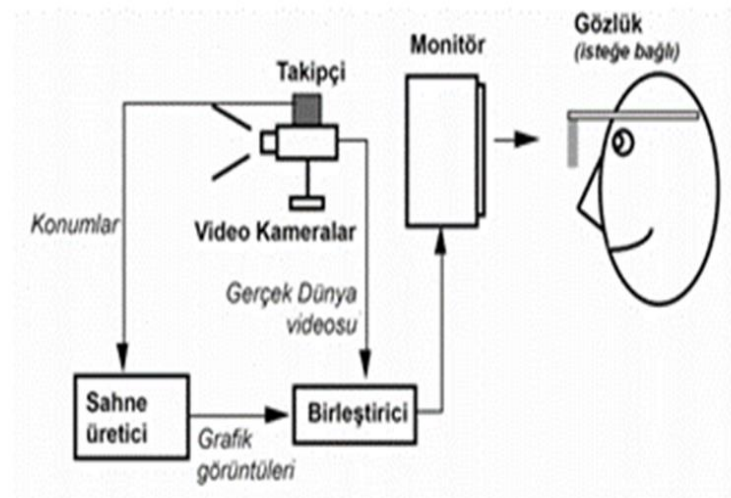 Gözlük
(isteğe bağlı)
Monitör
Takipçi
Konumlar
Video Kameralar
Gerçek Dünya
videosu
Sahne
üretici
Birleştirici
Grafik
görüntüleri